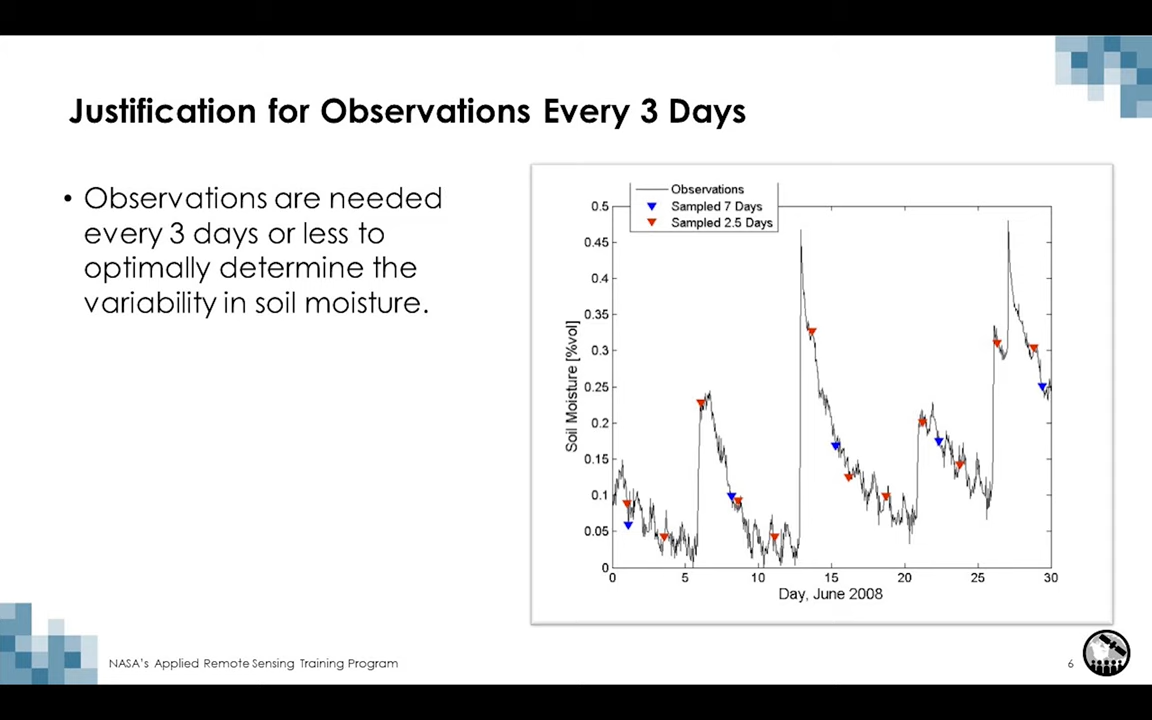 Justification for Observations Every 3 Days
• Observations are needed
every 3 days or less to
optimally determine the
variability in soil moisture.
Observations
Sampled 7 Days
Sampled 2.5 Days
0.5
0.45
0.4
0.35
0.3
0.25
0.2
0.15
0.1
0.05
0
Soil Moisture [%vol]
0 5 10 15 20 25 30
Day, June 2008
NASA's Applied Remote Sensing Training Program
6